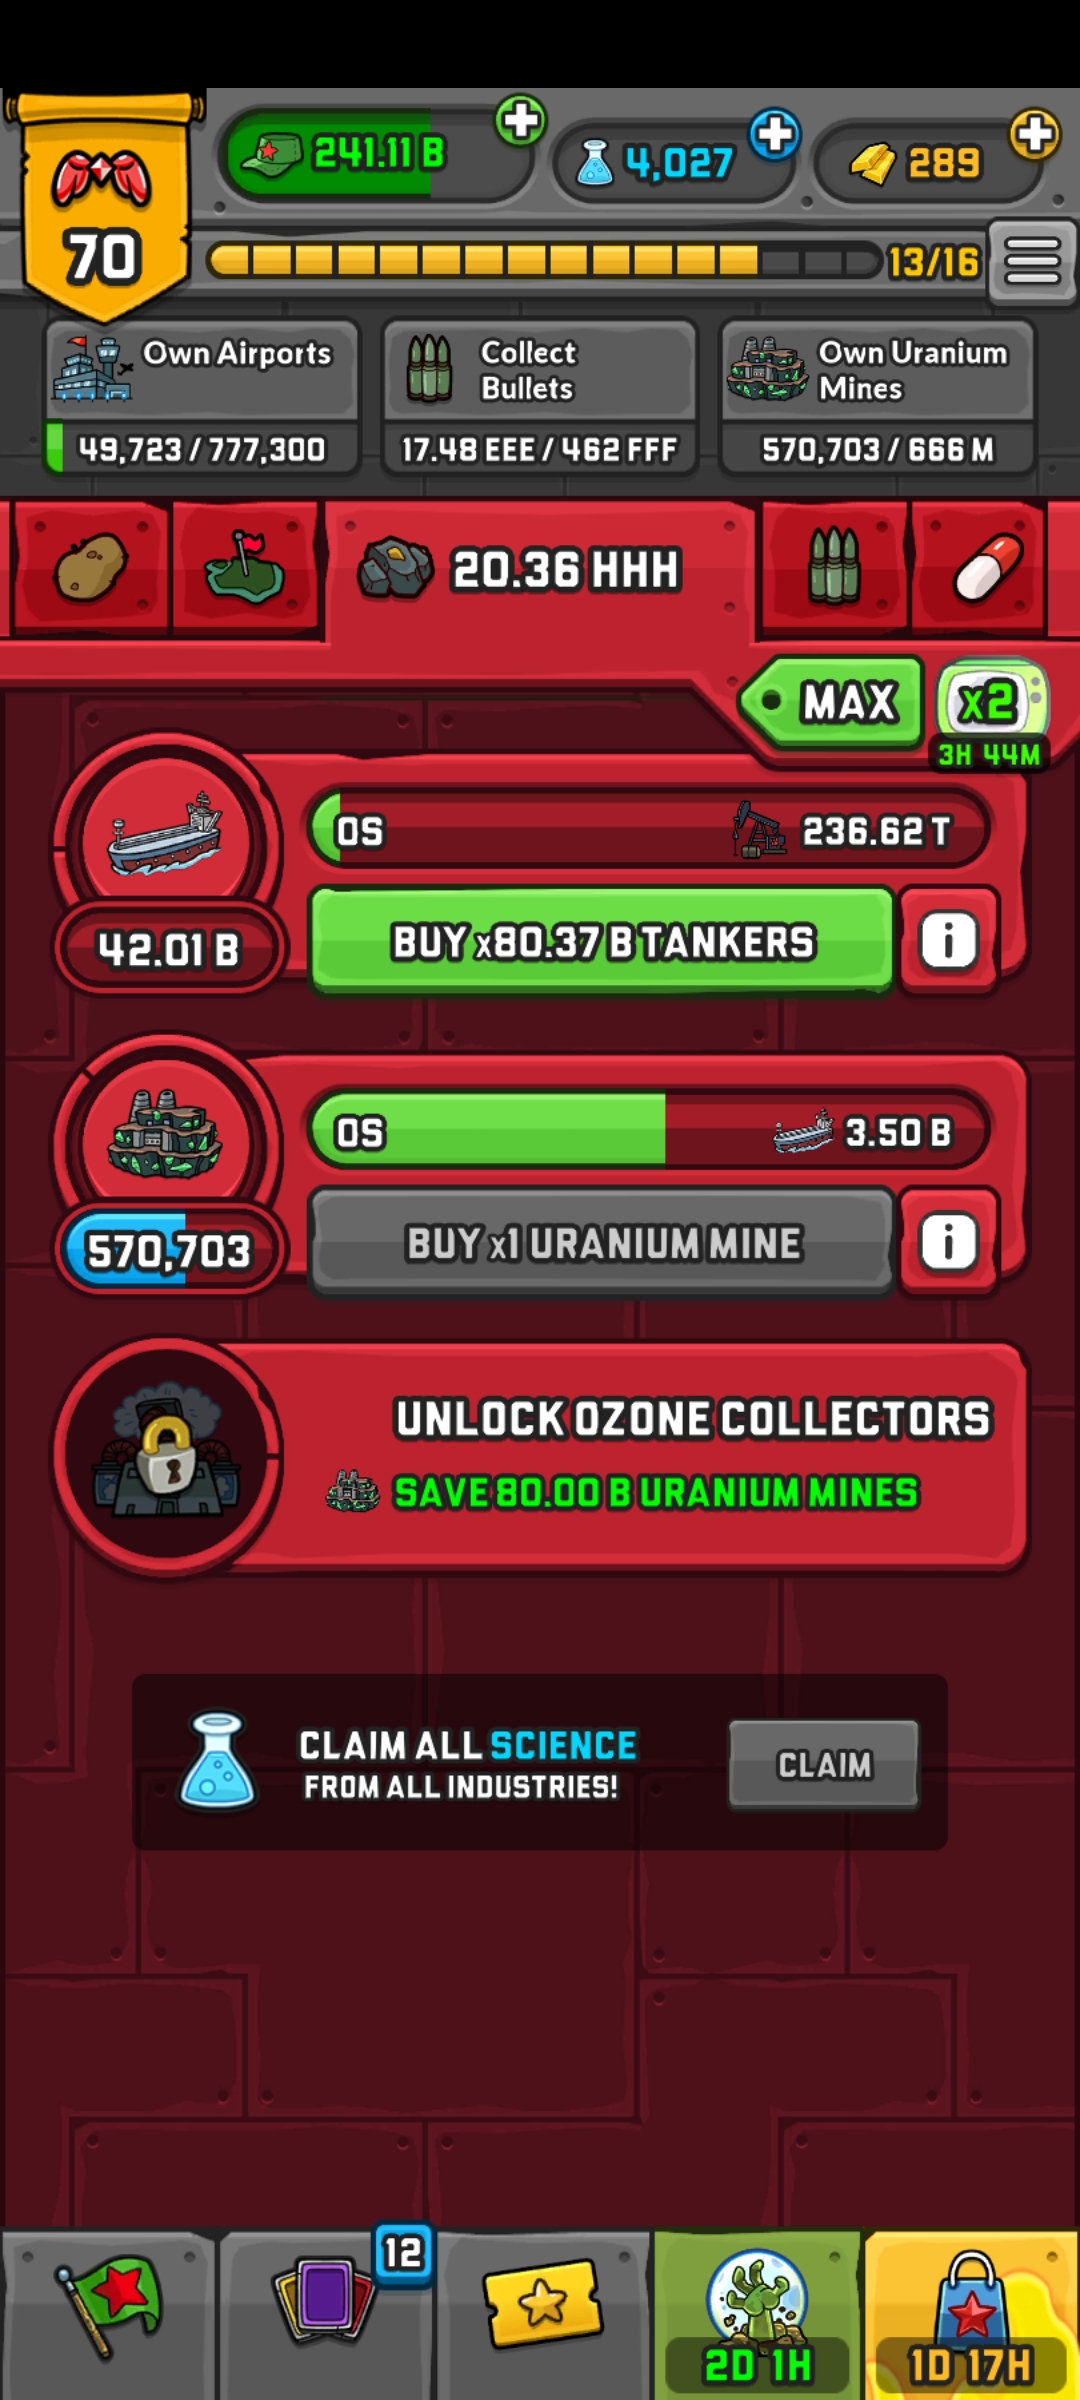 241.11 B
4,027
289
70
13/16
Own Airports
49,723 / 777,300
Collect
Bullets
17.48 EEE / 462 FFF
Own Uranium
Mines
570,703 / 666 M
20.36 HHH
MAX
x2
3H 44M
0S
236.62 T
42.01 B
BUY x80.37 B TANKERS
i
0S
3.50 B
570,703
BUY x1 URANIUM MINE
i
UNLOCK OZONE COLLECTORS
SAVE 80.00 B URANIUM MINES
CLAIM ALL SCIENCE
FROM ALL INDUSTRIES!
CLAIM
12
2D 1H
1D 17H